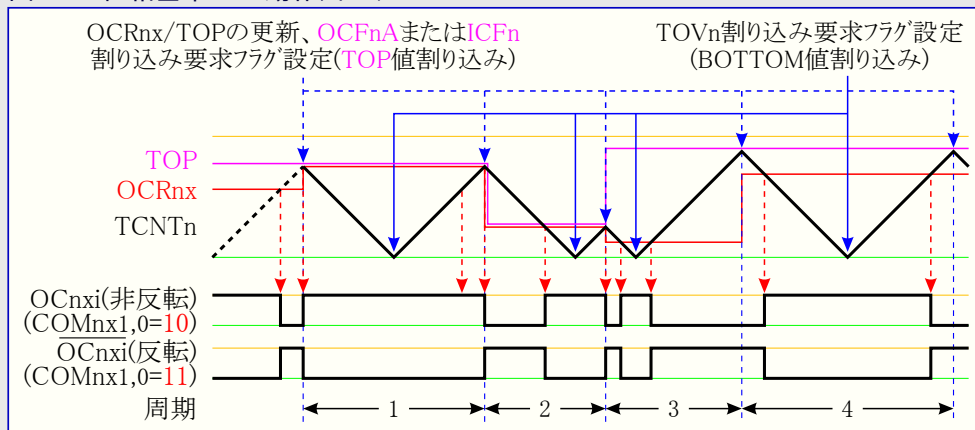 OCRnx/TOPの更新、OCFnAまたはICFn
割り込み要求フラグ設定(TOP値割り込み)
TOVn割り込み要求フラグ設定
(BOTTOM値割り込み)
TOP
OCRnx
TCNTn
OCnxi(非反転)
(COMnx1,0=10)
OCnxi(反転)
(COMnx1,0=11)
周期 1 2 3 4